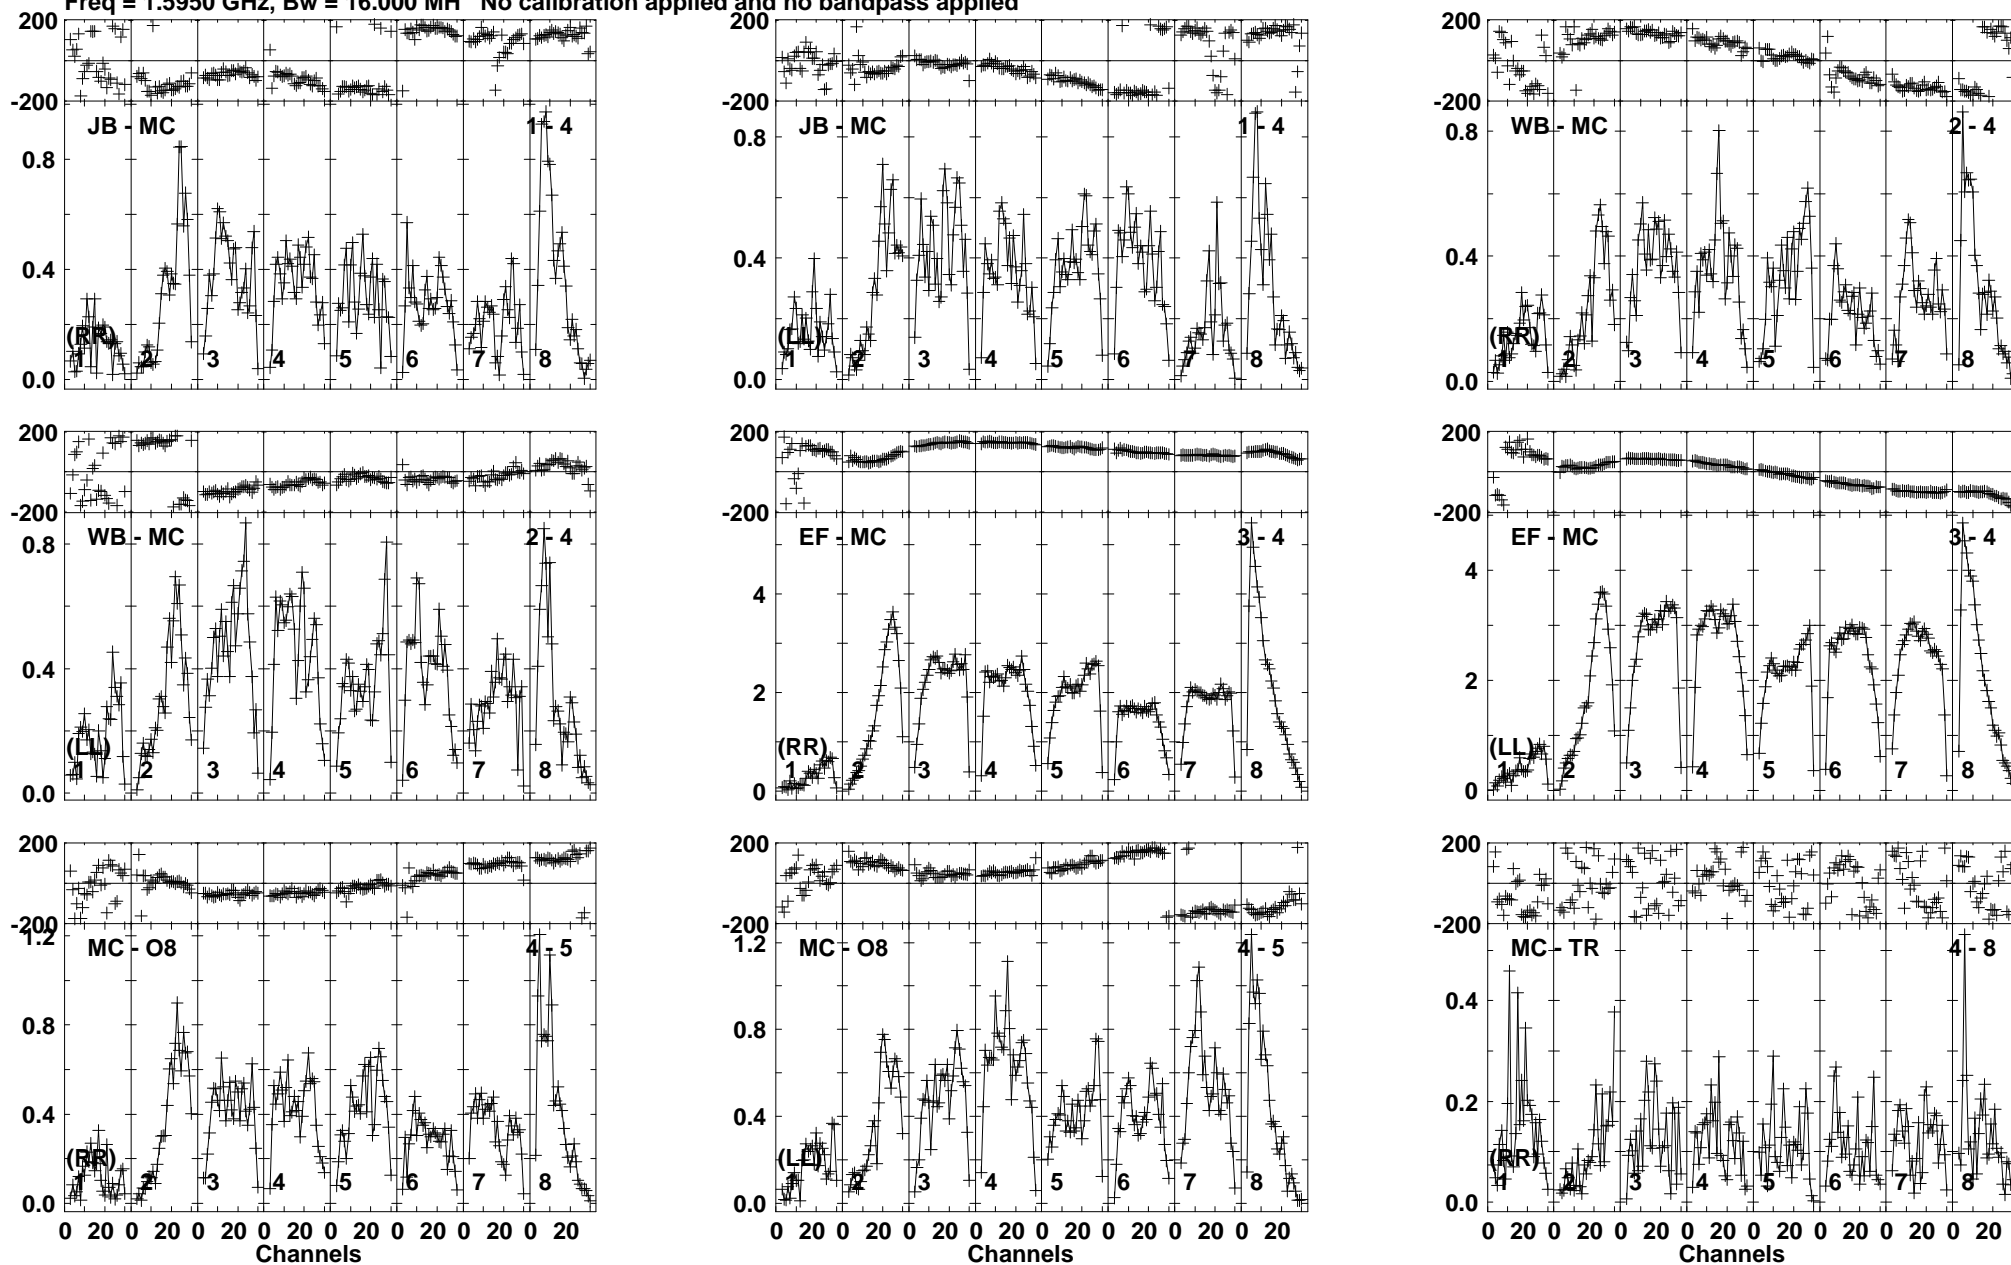 Freq = 1.5950 GHz, Bw = 16.000 MH No calibration applied and no bandpass applied
200 200 200
-200 -200 -200
JB - MC 1 - 4 JB - MC 1 - 4 WB - MC 2 - 4
0.8 0.8 0.8
0.4 0.4 0.4
(RR) (LL) (RR)
1 2 3 4 5 6 7 8 1 2 3 4 5 6 7 8 1 2 3 4 5 6 7 8
0.0 0.0 0.0
200 200 200
-200 -200 -200
WB - MC 2 - 4 EF - MC 3 - 4 EF - MC 3 - 4
0.8 4 4
0.4 2 2
(LL) (RR) (LL)
1 2 3 4 5 6 7 8 1 2 3 4 5 6 7 8 1 2 3 4 5 6 7 8
0.0 0 0
200 200 200
-200 -200 -200
1.2 1.2
MC - O8 4 - 5 MC - O8 4 - 5 MC - TR 4 - 8
0.8 0.8 0.4
0.4 0.4 0.2
(RR) (LL) (RR)
1 2 3 4 5 6 7 8 1 2 3 4 5 6 7 8 1 2 3 4 5 6 7 8
0.0 0.0 0.0
0 20 0 20 0 20 0 20 0 20 0 20 0 20 0 20 0 20 0 20 0 20 0 20 0 20 0 20 0 20 0 20 0 20 0 20 0 20 0 20 0 20 0 20 0 20 0 20
Channels Channels Channels